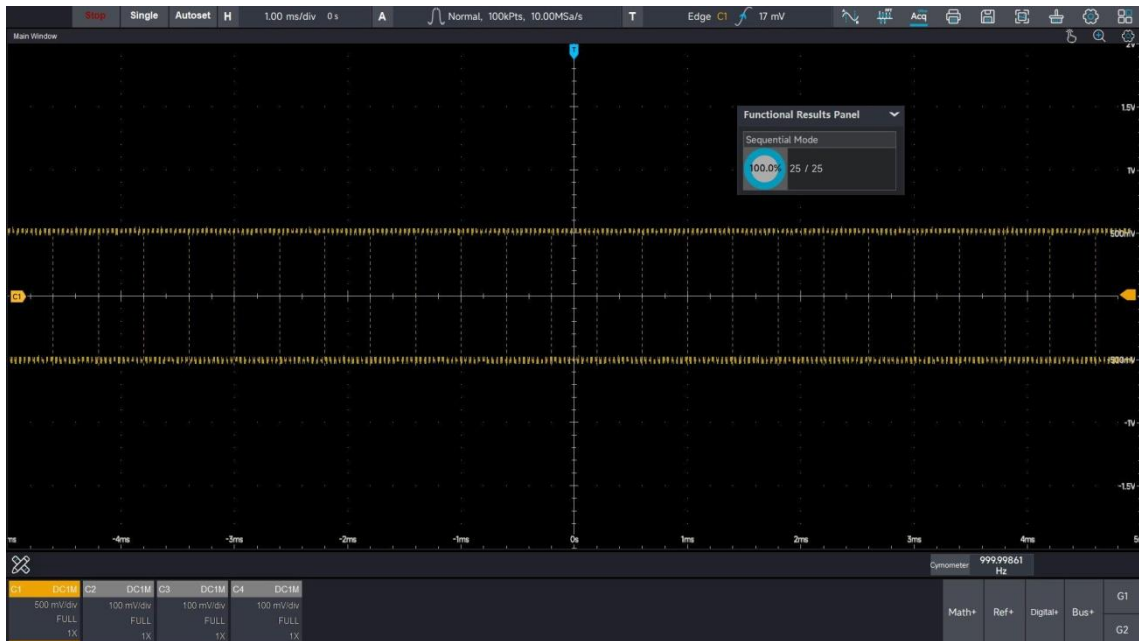 Stop Single Autoset H 1.00 ms/div 0 s A Normal, 100kPts, 10.00MSa/s T Edge C1 17 mV Acq
Main Window
2V
T
1.5V
Functional Results Panel
Sequential Mode
100.0% 25 / 25
1V
500mV
C1
-500mV
-1V
-1.5V
ms -4ms -3ms -2ms -1ms 0s 1ms 2ms 3ms 4ms 5
Cymometer 999.99861
Hz
C1 DC1M C2 DC1M C3 DC1M C4 DC1M
500 mV/div 100 mV/div 100 mV/div 100 mV/div
FULL FULL FULL FULL
1X 1X 1X 1X
Math+ Ref+ Digital+ Bus+ G1
G2